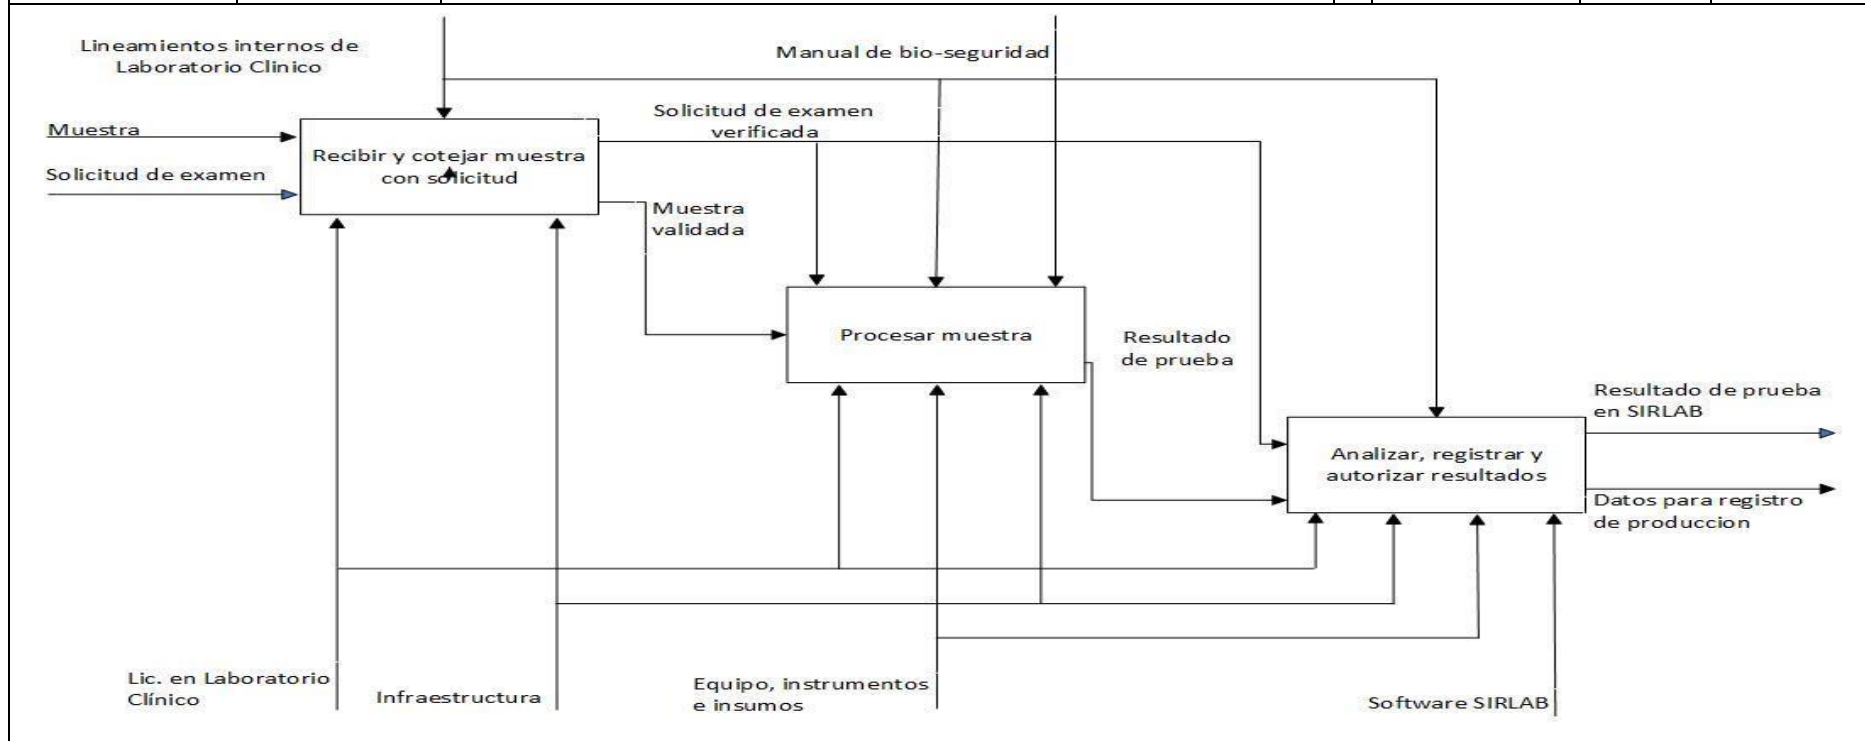 Lineamientos internos de
Laboratorio Clinico
Manual de bio-seguridad
Muestra
Solicitud de examen
Recibir y cotejar muestra
con solicitud
Solicitud de examen
verificada
Muestra
validada
Procesar muestra
Resultado
de prueba
Analizar, registrar y
autorizar resultados
Resultado de prueba
en SIRLAB
Datos para registro
de produccion
Lic. en Laboratorio
Clínico
Infraestructura
Equipo, instrumentos
e insumos
Software SIRLAB